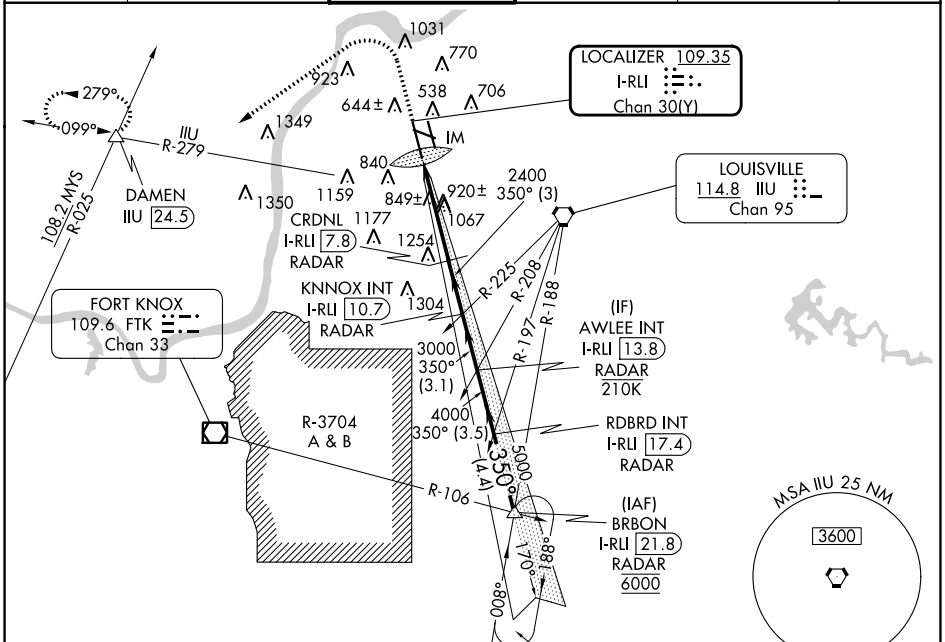 1031
770
923
644±
538
706
1349
IM
LOCALIZER 109.35
I-RLI
Chan 30(Y)
279°
099°
IIU
R-279
DAMEN
IIU 24.5
108.2 MYS
R-025
840
1159
1350
849±
920±
1067
2400
350° (3)
LOUISVILLE
114.8 IIU
Chan 95
CRDNL
I-RLI 7.8
RADAR
1177
1254
KNNOX INT
I-RLI 10.7
RADAR
1304
R-225
R-208
R-197
R-188
FORT KNOX
109.6 FTK
Chan 33
3000
350°
(3.1)
(IF)
AWLEE INT
I-RLI 13.8
RADAR
210K
R-3704
A & B
4000
350° (3.5)
RDBRD INT
I-RLI 17.4
RADAR
350°
5000
(4.4)
R-106
(IAF)
BRBON
I-RLI 21.8
RADAR
6000
170°
188°
008°
MSA IIU 25 NM
3600